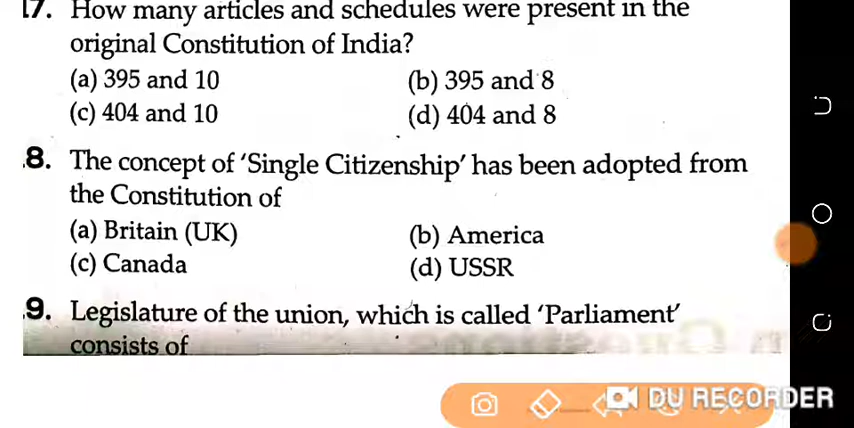 17. How many articles and schedules were present in the
original Constitution of India?
(a) 395 and 10 (b) 395 and 8
(c) 404 and 10 (d) 404 and 8
8. The concept of 'Single Citizenship' has been adopted from
the Constitution of
(a) Britain (UK) (b) America
(c) Canada (d) USSR
9. Legislature of the union, which is called 'Parliament'
consists of
DU RECORDER